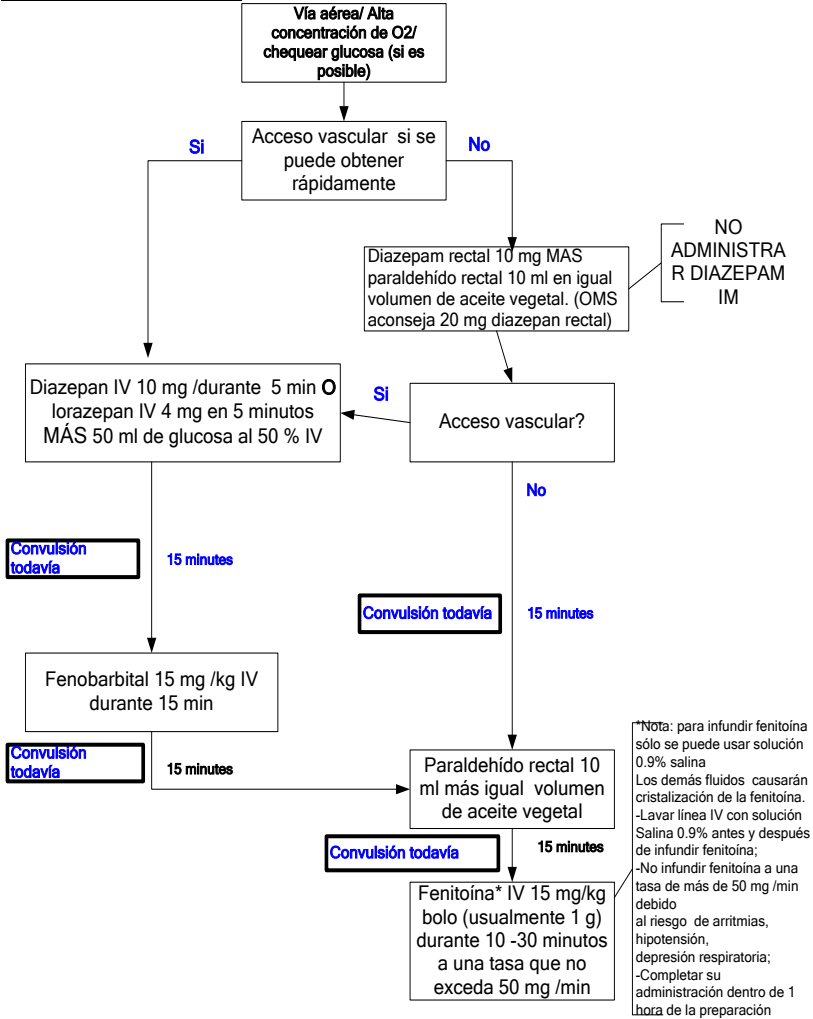 Vía aérea/ Alta
concentración de O2/
chequear glucosa (si es
posible)
Acceso vascular si se
puede obtener
rápidamente
Si
No
Diazepam rectal 10 mg MAS
paraldehído rectal 10 ml en igual
volumen de aceite vegetal. (OMS
aconseja 20 mg diazepan rectal)
NO
ADMINISTRA
R DIAZEPAM
IM
Diazepan IV 10 mg /durante 5 min O
lorazepan IV 4 mg en 5 minutos
MÁS 50 ml de glucosa al 50 % IV
Si
Acceso vascular?
No
Convulsión
todavía
15 minutes
Convulsión todavía
15 minutes
Fenobarbital 15 mg /kg IV
durante 15 min
Convulsión
todavía
15 minutes
Paraldehído rectal 10
ml más igual volumen
de aceite vegetal
Convulsión todavía
15 minutes
Fenitoína* IV 15 mg/kg
bolo (usualmente 1 g)
durante 10 -30 minutos
a una tasa que no
exceda 50 mg /min
*Nota: para infundir fenitoína
sólo se puede usar solución
0.9% salina
Los demás fluidos causarán
cristalización de la fenitoína.
-Lavar línea IV con solución
Salina 0.9% antes y después
de infundir fenitoína;
-No infundir fenitoína a una
tasa de más de 50 mg /min
debido
al riesgo de arritmias,
hipotensión,
depresión respiratoria;
-Completar su
administración dentro de 1
hora de la preparación